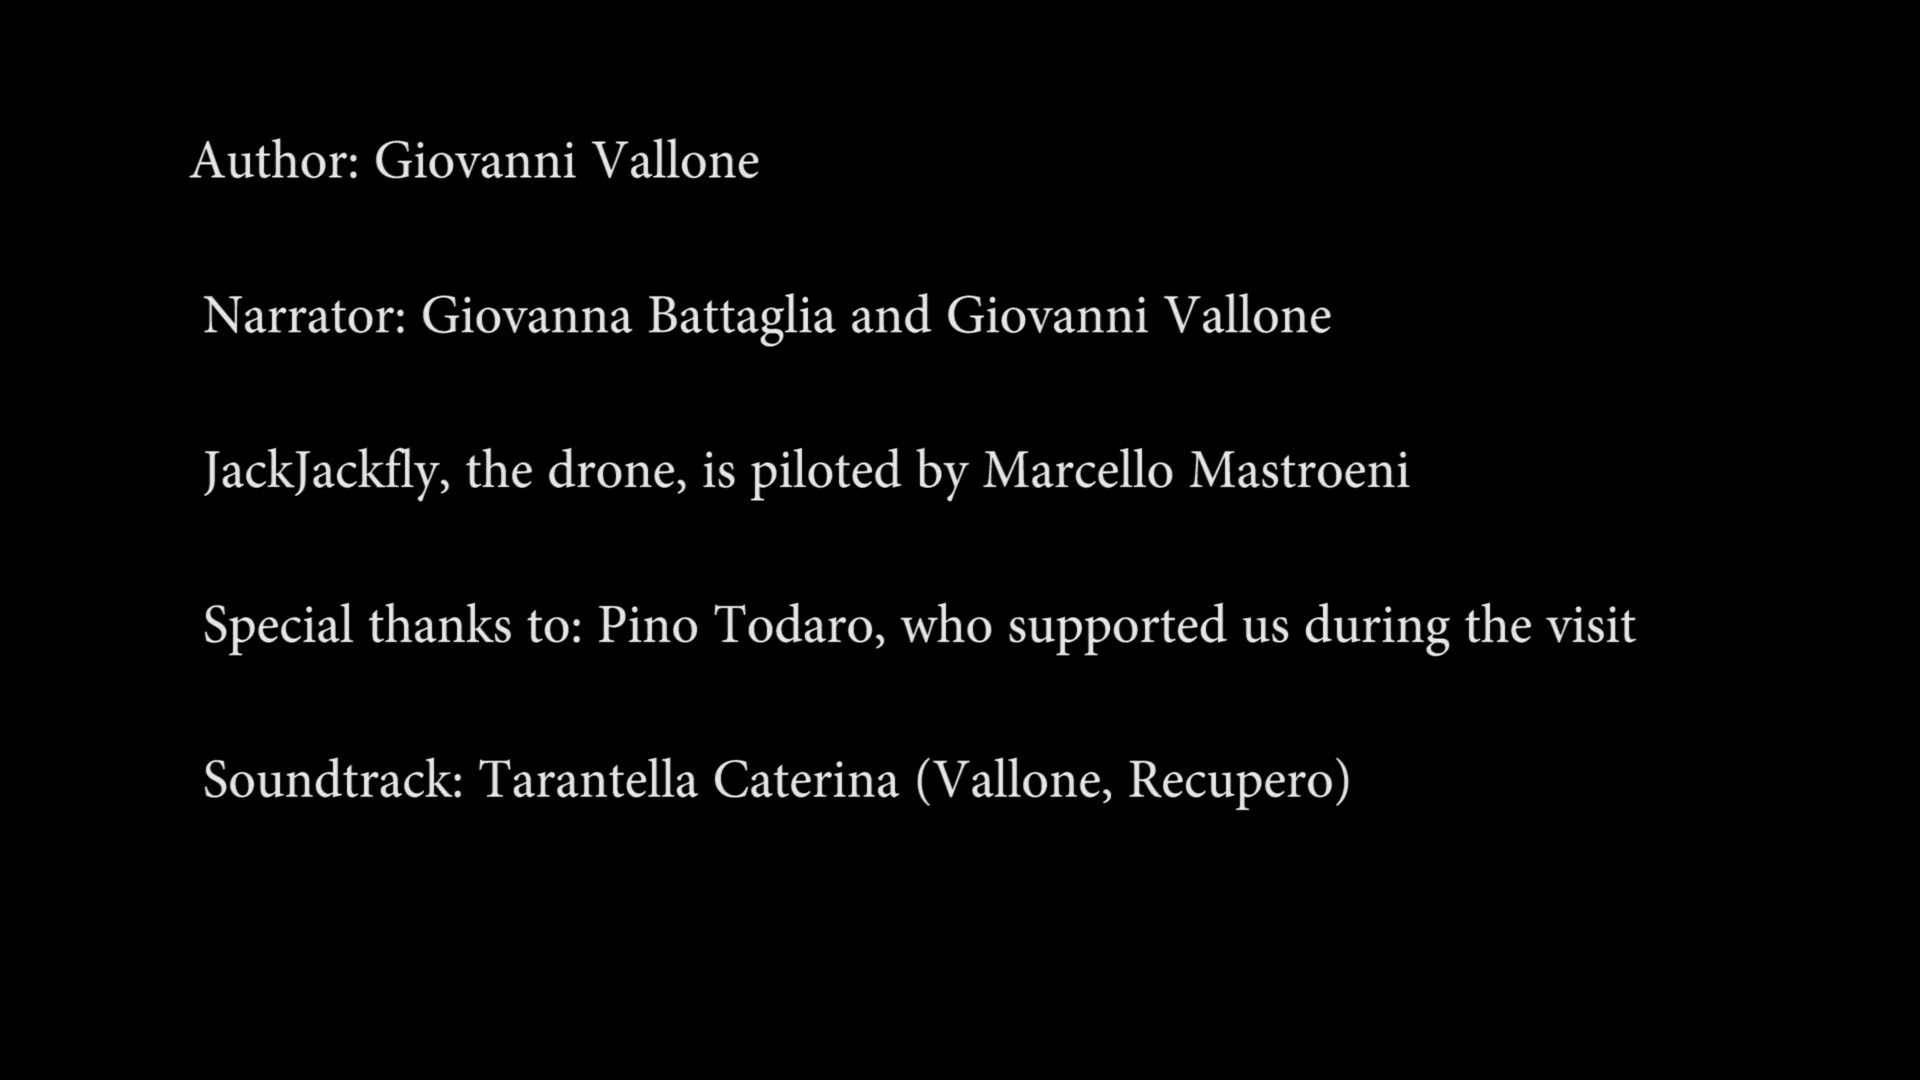 Author: Giovanni Vallone
Narrator: Giovanna Battaglia and Giovanni Vallone
JackJackfly, the drone, is piloted by Marcello Mastroeni
Special thanks to: Pino Todaro, who supported us during the visit
Soundtrack: Tarantella Caterina (Vallone, Recupero)